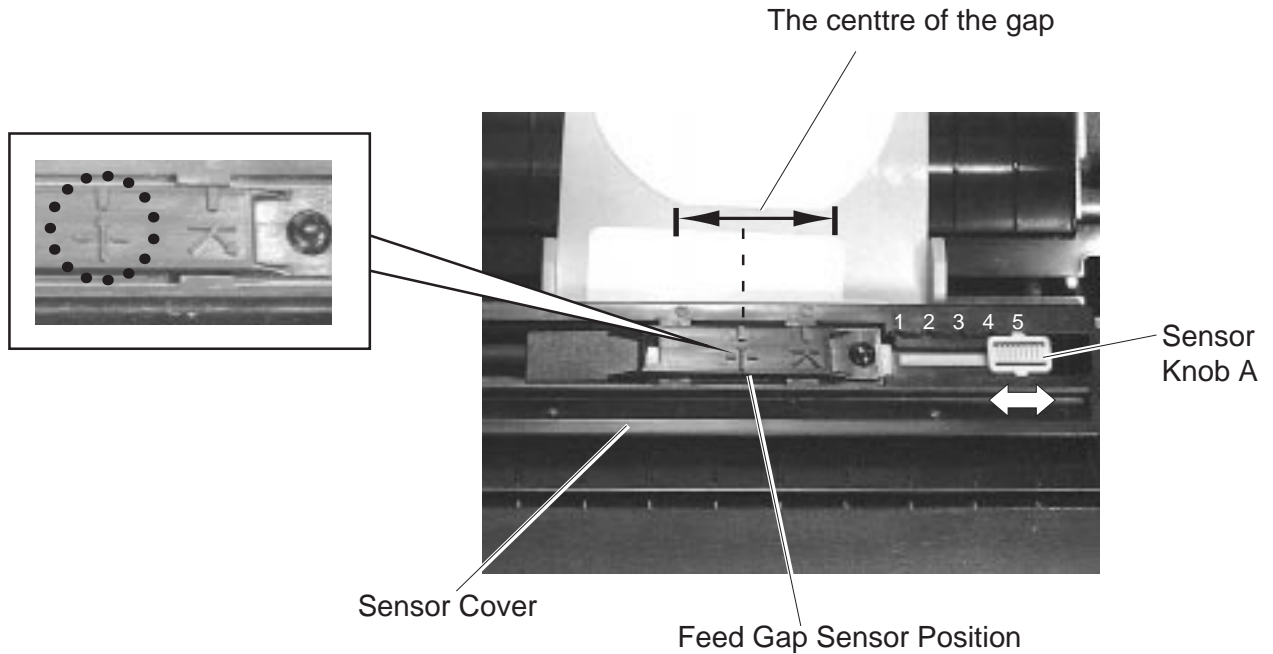 The centtre of the gap
1 2 3 4 5
Sensor
Knob A
Sensor Cover
Feed Gap Sensor Position